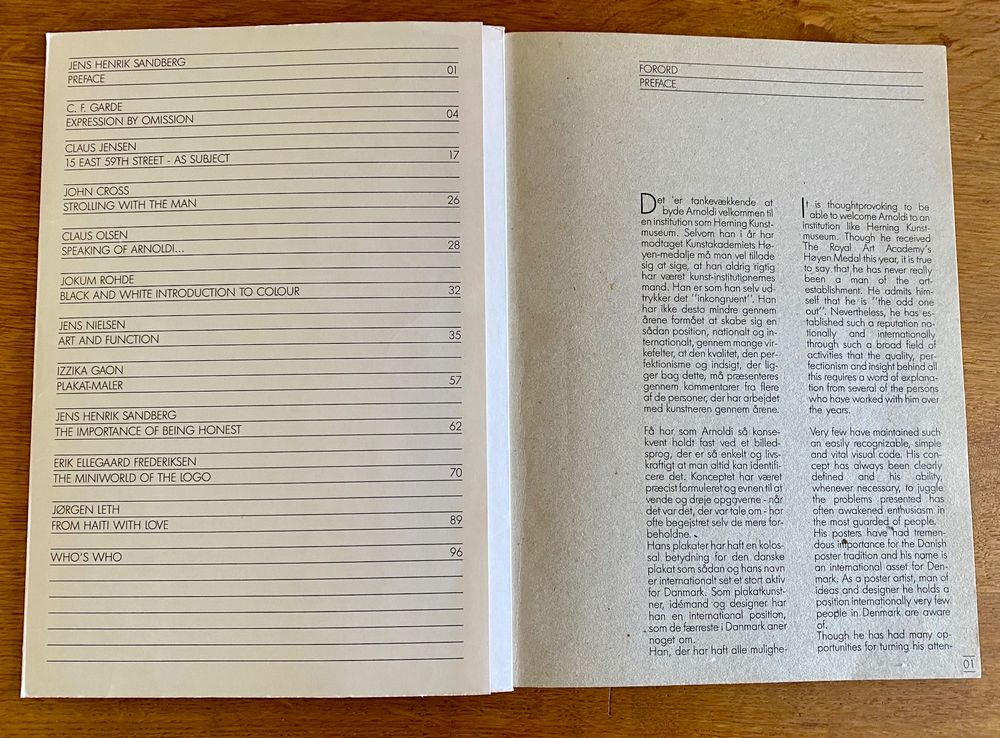 JENS HENRIK SANDBERG
PREFACE 01
C. F. GARDE
EXPRESSION BY OMISSION 04
CLAUS JENSEN
15 EAST 59TH STREET - AS SUBJECT 17
JOHN CROSS
STROLLING WITH THE MAN 26
CLAUS OLSEN
SPEAKING OF ARNOLDI... 28
JOKUM ROHDE
BLACK AND WHITE INTRODUCTION TO COLOUR 32
JENS NIELSEN
ART AND FUNCTION 35
IZZIKA GAON
PLAKAT-MALER 57
JENS HENRIK SANDBERG
THE IMPORTANCE OF BEING HONEST 62
ERIK ELLEGAARD FREDERIKSEN
THE MINIWORLD OF THE LOGO 70
JØRGEN LETH
FROM HAITI WITH LOVE 89
WHO'S WHO 96
FORORD
PREFACE
Det er tankevækkende at
byde Arnoldi velkommen til
en institution som Herning Kunst-
museum. Selvom han i år har
modtaget Kunstakademiets Hø-
yen-medalje må man vel tillade
sig at sige, at han aldrig rigtig
har været kunst-institutionernes
mand. Han er som han selv ud-
trykker det "inkongruent". Han
har ikke desto mindre gennem
årene formået at skabe sig en
sådan position, nationalt og in-
ternationalt, gennem mange vir-
kefelter, at den kvalitet, den per-
fektionisme og indsigt, der lig-
ger bag dette, må præsenteres
gennem kommentarer fra flere
af de personer, der har arbejdet
med kunstneren gennem årene.
Få har som Arnoldi så konse-
kvent holdt fast ved et billed-
sprog, der er så enkelt og livs-
kraftigt at man altid kan identifi-
cere det. Konceptet har været
præcist formuleret og evnen til at
vende og dreje opgaverne - når
det var det, der var tale om - har
ofte begejstret selv de mere for-
beholdne.
Hans plakater har haft en kolos-
sal betydning for den danske
plakat som sådan og hans navn
er internationalt set et stort aktiv
for Danmark. Som plakatkunst-
ner, idémand og designer har
han en international position,
som de færreste i Danmark aner
noget om.
Han, der har haft alle mulighe-
It is thoughtprovoking to be
able to welcome Arnoldi to an
institution like Herning Kunst-
museum. Though he received
The Royal Art Academy's
Høyen Medal this year, it is true
to say that he has never really
been a man of the art-
establishment. He admits him-
self that he is "the odd one
out". Nevertheless, he has es-
tablished such a reputation na-
tionally and internationally
through such a broad field of
activities that the quality, per-
fectionism and insight behind all
this requires a word of explana-
tion from several of the persons
who have worked with him over
the years.
Very few have maintained such
an easily recognizable, simple
and vital visual code. His con-
cept has always been clearly
defined and his ability,
whenever necessary, to juggle
the problems presented has
often awakened enthusiasm in
the most guarded of people.
His posters have had tremen-
dous importance for the Danish
poster tradition and his name is
an international asset for Den-
mark. As a poster artist, man of
ideas and designer he holds a
position internationally very few
people in Denmark are aware
of.
Though he has had many op-
portunities for turning his atten-
01